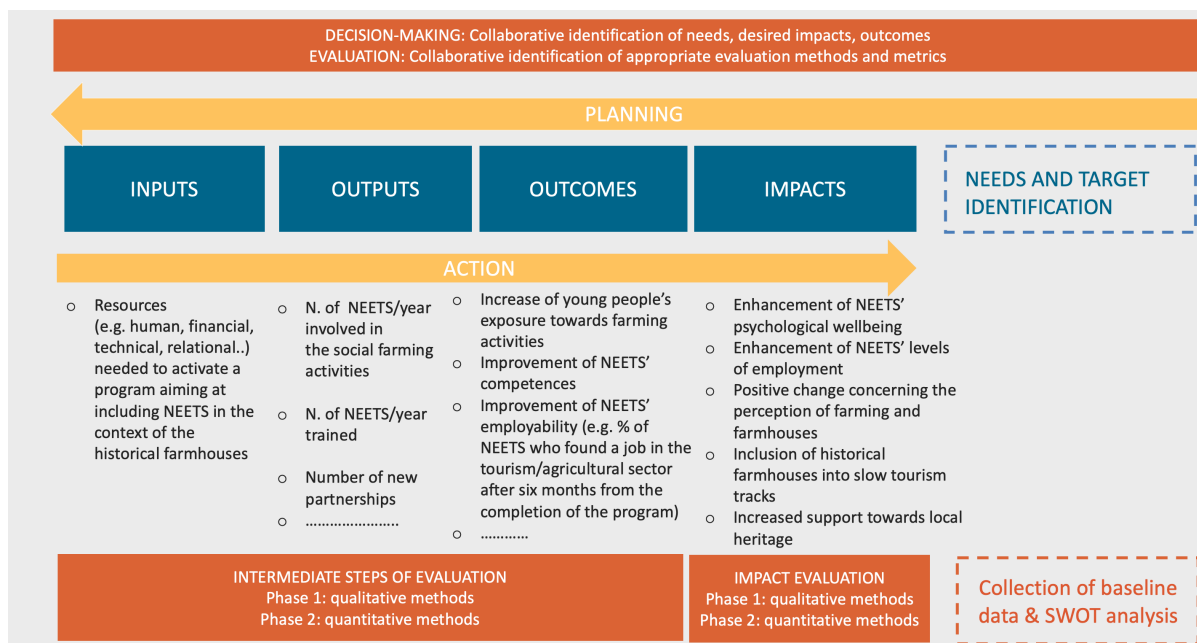 DECISION-MAKING: Collaborative identification of needs, desired impacts, outcomes
EVALUATION: Collaborative identification of appropriate evaluation methods and metrics
PLANNING
INPUTS
OUTPUTS
OUTCOMES
IMPACTS
NEEDS AND TARGET
IDENTIFICATION
ACTION
o Resources
(e.g. human, financial,
technical, relational..)
needed to activate a
program aiming at
including NEETS in the
context of the
historical farmhouses
o N. of NEETS/year
involved in
the social farming
activities
o N. of NEETS/year
trained
o Number of new
partnerships
o …………………..
o Increase of young people's
exposure towards farming
activities
o Improvement of NEETS'
competences
o Improvement of NEETS'
employability (e.g. % of
NEETS who found a job in the
tourism/agricultural sector
after six months from the
completion of the program)
o …………
o Enhancement of NEETS'
psychological wellbeing
o Enhancement of NEETS' levels
of employment
o Positive change concerning the
perception of farming and
farmhouses
o Inclusion of historical
farmhouses into slow tourism
tracks
o Increased support towards local
heritage
INTERMEDIATE STEPS OF EVALUATION
Phase 1: qualitative methods
Phase 2: quantitative methods
IMPACT EVALUATION
Phase 1: qualitative methods
Phase 2: quantitative methods
Collection of baseline
data & SWOT analysis